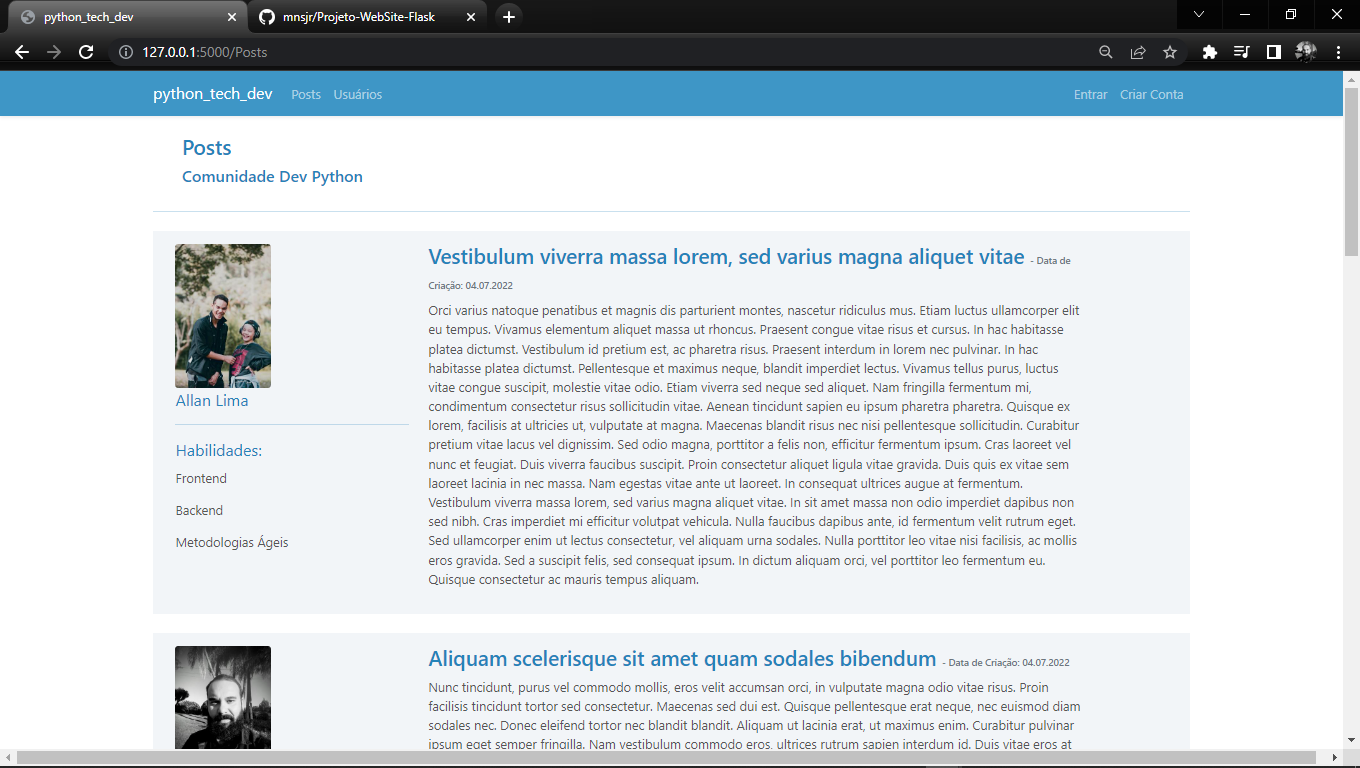 python_tech_dev
mnsjr/Projeto-WebSite-Flask
127.0.0.1:5000/Posts
python_tech_dev Posts Usuários Entrar Criar Conta
Posts
Comunidade Dev Python
Allan Lima
Habilidades:
Frontend
Backend
Metodologias Ágeis
Vestibulum viverra massa lorem, sed varius magna aliquet vitae - Data de
Criação: 04.07.2022
Orci varius natoque penatibus et magnis dis parturient montes, nascetur ridiculus mus. Etiam luctus ullamcorper elit
eu tempus. Vivamus elementum aliquet massa ut rhoncus. Praesent congue vitae risus et cursus. In hac habitasse
platea dictumst. Vestibulum id pretium est, ac pharetra risus. Praesent interdum in lorem nec pulvinar. In hac
habitasse platea dictumst. Pellentesque et maximus neque, blandit imperdiet lectus. Vivamus tellus purus, luctus
vitae congue suscipit, molestie vitae odio. Etiam viverra sed neque sed aliquet. Nam fringilla fermentum mi,
condimentum consectetur risus sollicitudin vitae. Aenean tincidunt sapien eu ipsum pharetra pharetra. Quisque ex
lorem, facilisis at ultricies ut, vulputate at magna. Maecenas blandit risus nec nisi pellentesque sollicitudin. Curabitur
pretium vitae lacus vel dignissim. Sed odio magna, porttitor a felis non, efficitur fermentum ipsum. Cras laoreet vel
nunc et feugiat. Duis viverra faucibus suscipit. Proin consectetur aliquet ligula vitae gravida. Duis quis ex vitae sem
laoreet lacinia in nec massa. Nam egestas vitae ante ut laoreet. In consequat ultrices augue at fermentum.
Vestibulum viverra massa lorem, sed varius magna aliquet vitae. In sit amet massa non odio imperdiet dapibus non
sed nibh. Cras imperdiet mi efficitur volutpat vehicula. Nulla faucibus dapibus ante, id fermentum velit rutrum eget.
Sed ullamcorper enim ut lectus consectetur, vel aliquam urna sodales. Nulla porttitor leo vitae nisi facilisis, ac mollis
eros gravida. Sed a suscipit felis, sed consequat ipsum. In dictum aliquam orci, vel porttitor leo fermentum eu.
Quisque consectetur ac mauris tempus aliquam.
Aliquam scelerisque sit amet quam sodales bibendum - Data de Criação: 04.07.2022
Nunc tincidunt, purus vel commodo mollis, eros velit accumsan orci, in vulputate magna odio vitae risus. Proin
facilisis tincidunt tortor sed consectetur. Maecenas sed dui est. Quisque pellentesque erat neque, nec euismod diam
sodales nec. Donec eleifend tortor nec blandit blandit. Aliquam ut lacinia erat, ut maximus enim. Curabitur pulvinar
ipsum eget semper fringilla. Nam vestibulum commodo eros, ultrices rutrum sapien interdum id. Duis vitae eros at